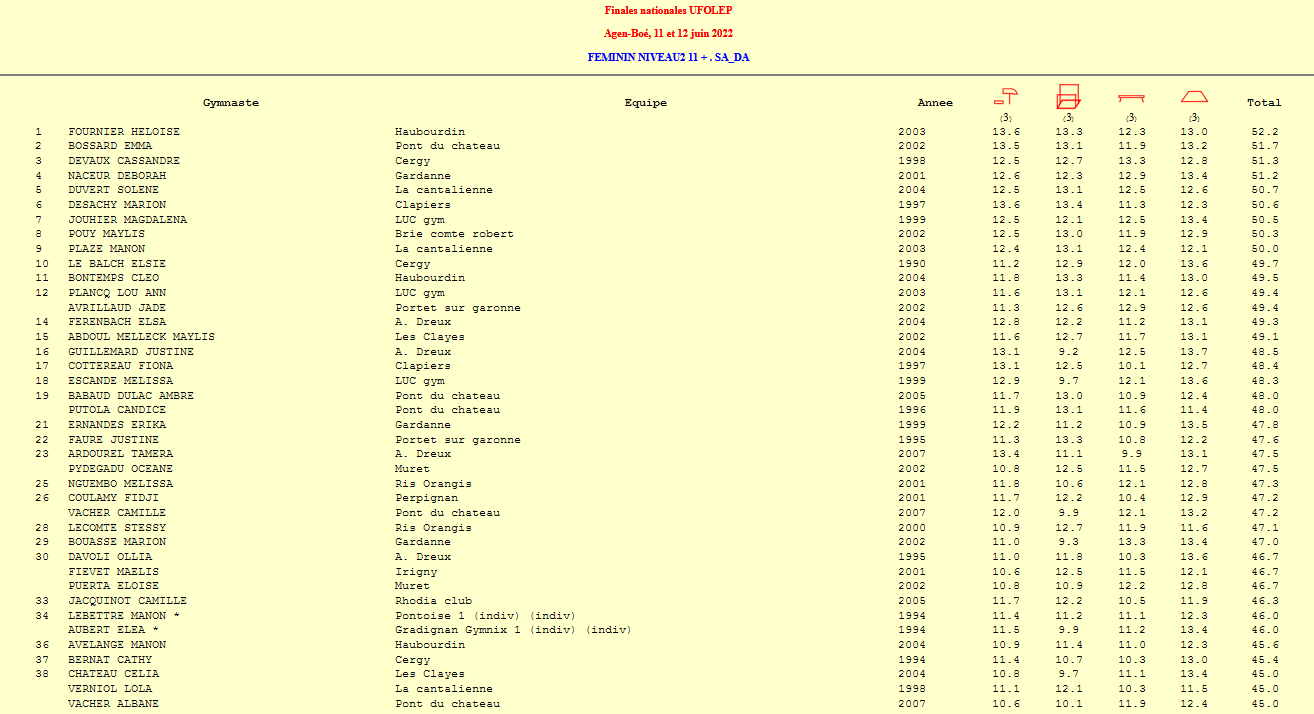 Finales nationales UFOLEP
Agen-Boé, 11 et 12 juin 2022
FEMININ NIVEAU2 11 + . SA_DA
Gymnaste Equipe Annee Total
(3) (3) (3) (3)
1 FOURNIER HELOISE Haubourdin 2003 13.6 13.3 12.3 13.0 52.2
2 BOSSARD EMMA Pont du chateau 2002 13.5 13.1 11.9 13.2 51.7
3 DEVAUX CASSANDRE Cergy 1998 12.5 12.7 13.3 12.8 51.3
4 NACEUR DEBORAH Gardanne 2001 12.6 12.3 12.9 13.4 51.2
5 DUVERT SOLENE La cantalienne 2004 12.5 13.1 12.5 12.6 50.7
6 DESACHY MARION Clapiers 1997 13.6 13.4 11.3 12.3 50.6
7 JOUHIER MAGDALENA LUC gym 1999 12.5 12.1 12.5 13.4 50.5
8 POUY MAYLIS Brie comte robert 2002 12.5 13.0 11.9 12.9 50.3
9 PLAZE MANON La cantalienne 2003 12.4 13.1 12.4 12.1 50.0
10 LE BALCH ELSIE Cergy 1990 11.2 12.9 12.0 13.6 49.7
11 BONTEMPS CLEO Haubourdin 2004 11.8 13.3 11.4 13.0 49.5
12 PLANCQ LOU ANN LUC gym 2003 11.6 13.1 12.1 12.6 49.4
AVRILLAUD JADE Portet sur garonne 2002 11.3 12.6 12.9 12.6 49.4
14 FERENBACH ELSA A. Dreux 2004 12.8 12.2 11.2 13.1 49.3
15 ABDOUL MELLECK MAYLIS Les Clayes 2002 11.6 12.7 11.7 13.1 49.1
16 GUILLEMARD JUSTINE A. Dreux 2004 13.1 9.2 12.5 13.7 48.5
17 COTTEREAU FIONA Clapiers 1997 13.1 12.5 10.1 12.7 48.4
18 ESCANDE MELISSA LUC gym 1999 12.9 9.7 12.1 13.6 48.3
19 BABAUD DULAC AMBRE Pont du chateau 2005 11.7 13.0 10.9 12.4 48.0
PUTOLA CANDICE Pont du chateau 1996 11.9 13.1 11.6 11.4 48.0
21 ERNANDES ERIKA Gardanne 1999 12.2 11.2 10.9 13.5 47.8
22 FAURE JUSTINE Portet sur garonne 1995 11.3 13.3 10.8 12.2 47.6
23 ARDOUREL TAMERA A. Dreux 2007 13.4 11.1 9.9 13.1 47.5
PYDEGADU OCEANE Muret 2002 10.8 12.5 11.5 12.7 47.5
25 NGUEMBO MELISSA Ris Orangis 2001 11.8 10.6 12.1 12.8 47.3
26 COULAMY FIDJI Perpignan 2001 11.7 12.2 10.4 12.9 47.2
VACHER CAMILLE Pont du chateau 2007 12.0 9.9 12.1 13.2 47.2
28 LECOMTE STESSY Ris Orangis 2000 10.9 12.7 11.9 11.6 47.1
29 BOUASSE MARION Gardanne 2002 11.0 9.3 13.3 13.4 47.0
30 DAVOLI OLLIA A. Dreux 1995 11.0 11.8 10.3 13.6 46.7
FIEVET MAELIS Irigny 2001 10.6 12.5 11.5 12.1 46.7
PUERTA ELOISE Muret 2002 10.8 10.9 12.2 12.8 46.7
33 JACQUINOT CAMILLE Rhodia club 2005 11.7 12.2 10.5 11.9 46.3
34 LEBETTRE MANON * Pontoise 1 (indiv) (indiv) 1994 11.4 11.2 11.1 12.3 46.0
AUBERT ELEA * Gradignan Gymnix 1 (indiv) (indiv) 1994 11.5 9.9 11.2 13.4 46.0
36 AVELANGE MANON Haubourdin 2004 10.9 11.4 11.0 12.3 45.6
37 BERNAT CATHY Cergy 1994 11.4 10.7 10.3 13.0 45.4
38 CHATEAU CELIA Les Clayes 2004 10.8 9.7 11.1 13.4 45.0
VERNIOL LOLA La cantalienne 1998 11.1 12.1 10.3 11.5 45.0
VACHER ALBANE Pont du chateau 2007 10.6 10.1 11.9 12.4 45.0